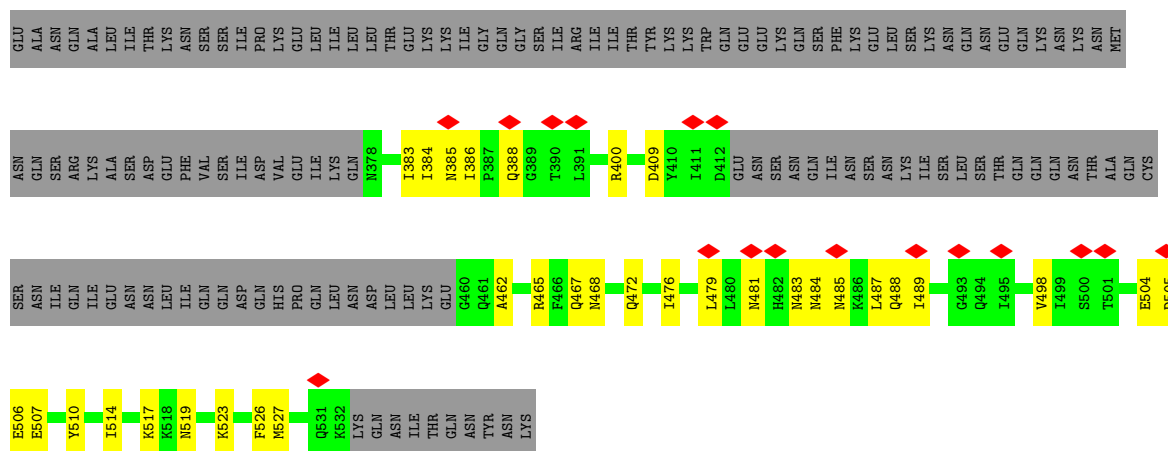 GLU ALA ASN GLN ALA LEU ILE THR LYS ASN SER SER ILE PRO LYS GLU LEU ILE LEU LEU THR GLU LYS LYS ILE GLY GLN GLY SER ILE ARG ILE ILE THR TYR LYS LYS TRP GLN GLU GLU LYS GLN SER PHE LYS GLU LEU SER LYS ASN GLN ASN GLU GLN LYS ASN LYS ASN MET
ASN GLN SER ARG LYS ALA SER ASP GLU PHE VAL SER ILE ASP VAL GLU ILE LYS GLN N378 I383 I384 N385 I386 P387 Q388 G389 T390 L391 R400 D409 Y410 I411 D412 GLU ASN SER ASN GLN ILE ASN SER ASN LYS ILE SER LEU SER THR GLN GLN GLN ASN THR ALA GLN CYS
SER ASN ILE GLN ILE GLU ASN ASN LEU ILE GLN GLN ASP GLN HIS PRO GLN LEU ASN ASP LEU LEU LYS GLU G460 Q461 A462 R465 F466 Q467 N468 Q472 I476 L479 L480 N481 H482 N483 N484 N485 K486 L487 Q488 I489 G493 Q494 I495 V498 I499 S500 T501 E504
E506 E507 Y510 I514 K517 K518 N519 K523 F526 M527 Q531 K532 LYS GLN ASN ILE THR GLN ASN TYR ASN LYS